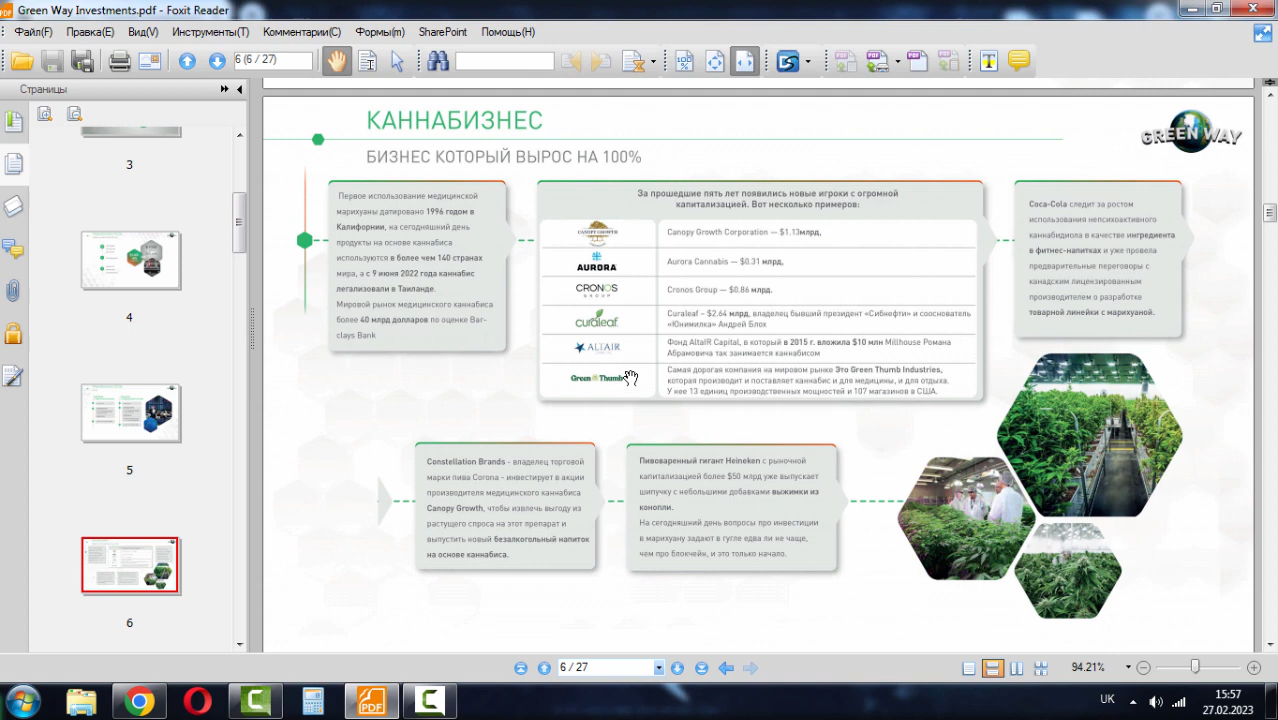 Green Way Investments.pdf - Foxit Reader
Файл(F) Правка(E) Вид(V) Инструменты(T) Комментарии(C) Формы(m) SharePoint Помощь(H)
6 (6 / 27)
Страницы
3
4
5
6
КАННАБИЗНЕС
БИЗНЕС КОТОРЫЙ ВЫРОС НА 100%
GREEN WAY
Первое использование медицинской
марихуаны датировано 1996 годом в
Калифорнии, на сегодняшний день
продукты на основе каннабиса
используются в более чем 140 странах
мира, а с 9 июня 2022 года каннабис
легализовали в Таиланде.
Мировой рынок медицинского каннабиса
более 40 млрд долларов по оценке Bar-
clays Bank
За прошедшие пять лет появились новые игроки с огромной
капитализацией. Вот несколько примеров:
CANOPY GROWTH
Canopy Growth Corporation — $1.13млрд,
AURORA
Aurora Cannabis — $0.31 млрд,
CRONOS
GROUP
Cronos Group — $0.86 млрд.
curaleaf
Curaleaf – $2.64 млрд, владелец бывший президент «Сибнефти» и сооснователь
«Юнимилка» Андрей Блох
ALTAIR
Фонд AltaIR Capital, в который в 2015 г. вложила $10 млн Millhouse Романа
Абрамовича так занимается каннабисом
Green Thumb
Самая дорогая компания на мировом рынке Это Green Thumb Industries,
которая производит и поставляет каннабис и для медицины, и для отдыха.
У нее 13 единиц производственных мощностей и 107 магазинов в США.
Coca-Cola следит за ростом
использования непсихоактивного
каннабидиола в качестве ингредиента
в фитнес-напитках и уже провела
предварительные переговоры с
канадским лицензированным
производителем о разработке
товарной линейки с марихуаной.
Constellation Brands - владелец торговой
марки пива Corona - инвестирует в акции
производителя медицинского каннабиса
Canopy Growth, чтобы извлечь выгоду из
растущего спроса на этот препарат и
выпустить новый безалкогольный напиток
на основе каннабиса.
Пивоваренный гигант Heineken с рыночной
капитализацией более $50 млрд уже выпускает
шипучку с небольшими добавками выжимки из
конопли.
На сегодняшний день вопросы про инвестиции
в марихуану задают в гугле едва ли не чаще,
чем про блокчейн, и это только начало.
6 / 27
94.21%
UK
15:57
27.02.2023